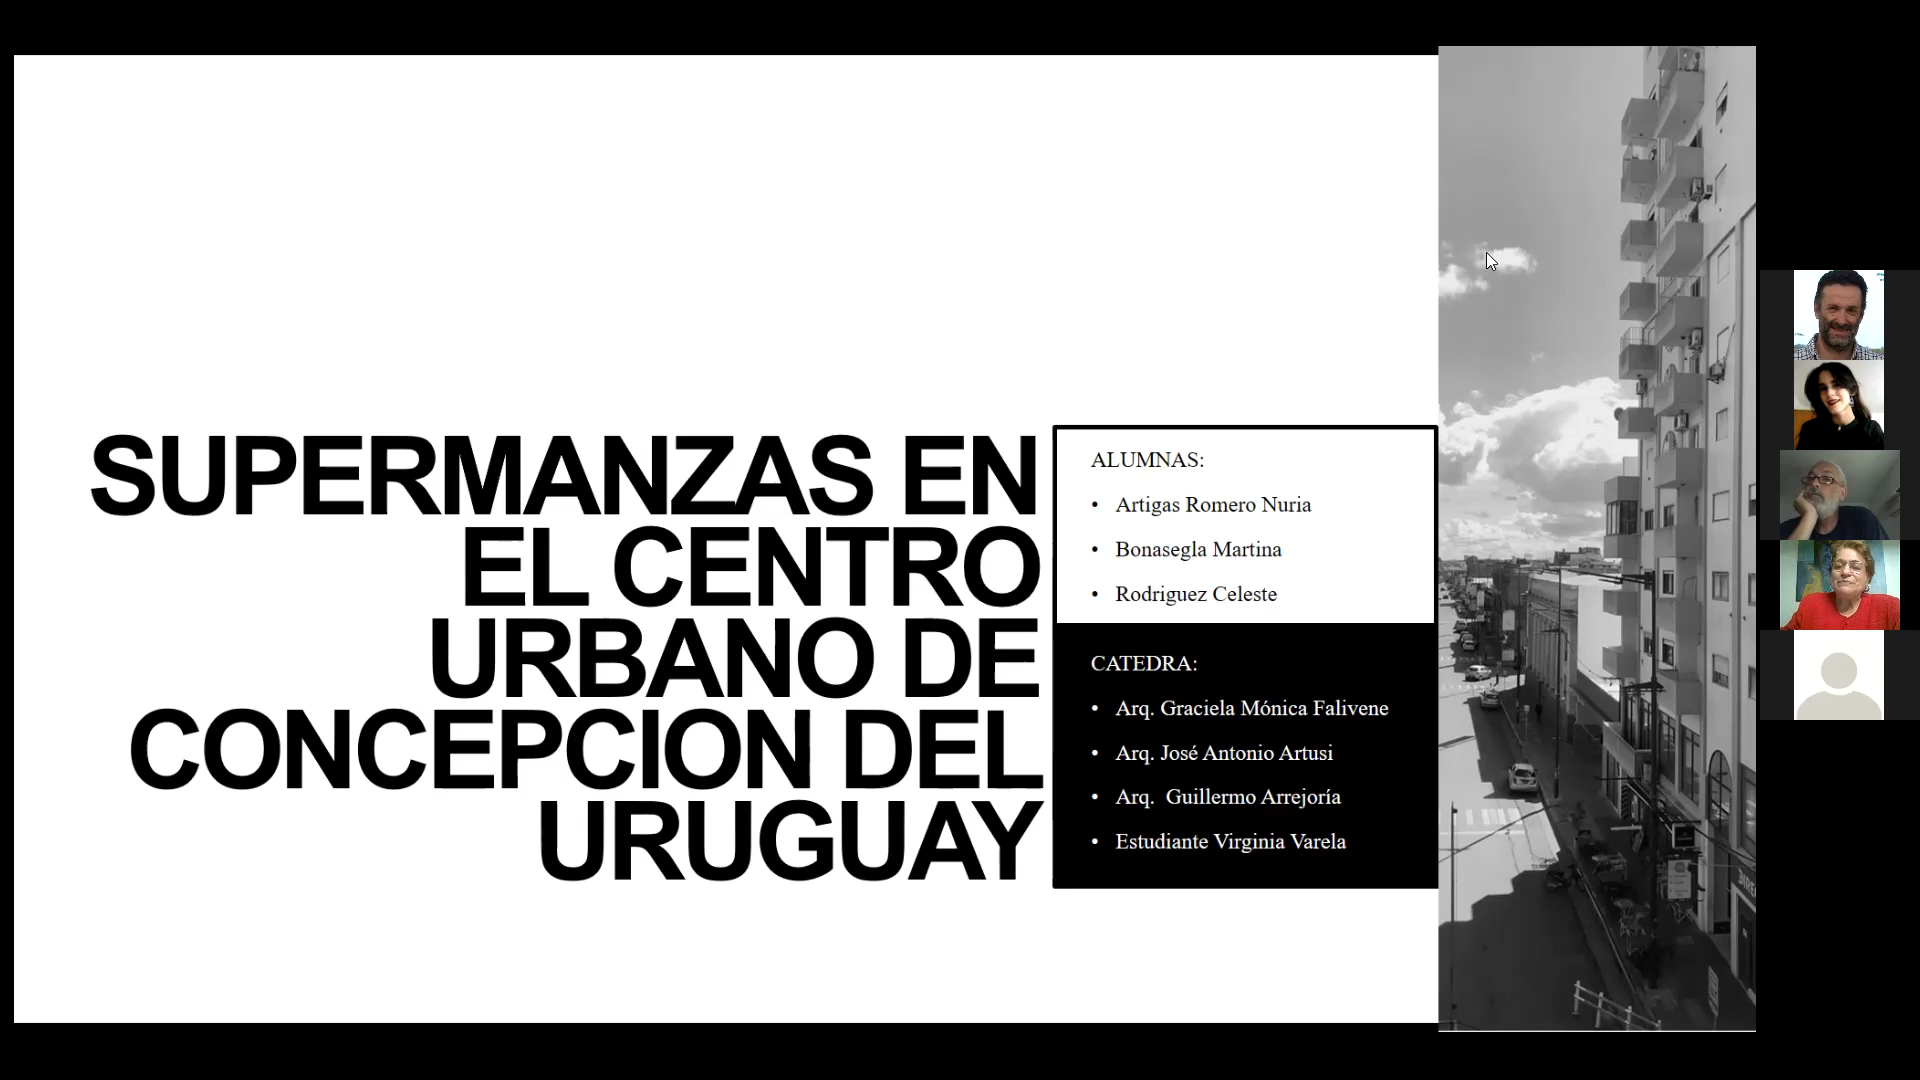 SUPERMANZAS EN
EL CENTRO
URBANO DE
CONCEPCION DEL
URUGUAY
ALUMNAS:
• Artigas Romero Nuria
• Bonasegla Martina
• Rodriguez Celeste
CATEDRA:
• Arq. Graciela Mónica Falivene
• Arq. José Antonio Artusi
• Arq.  Guillermo Arrejoría
• Estudiante Virginia Varela